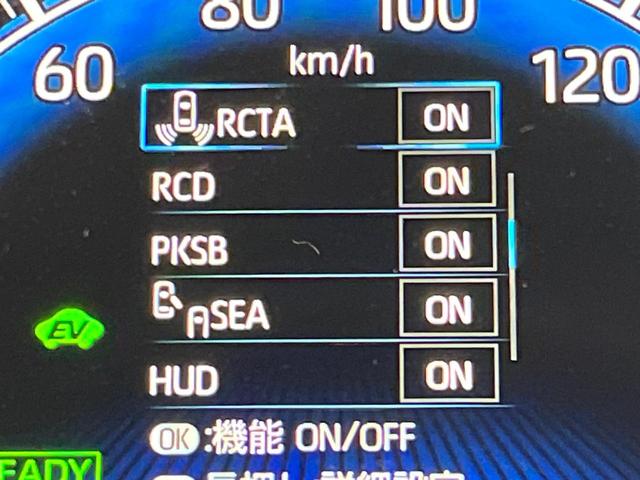 80 100
km/h
60 120
RCTA ON
RCD ON
PKSB ON
SEA ON
EV
HUD ON
OK:機能 ON/OFF
EADY